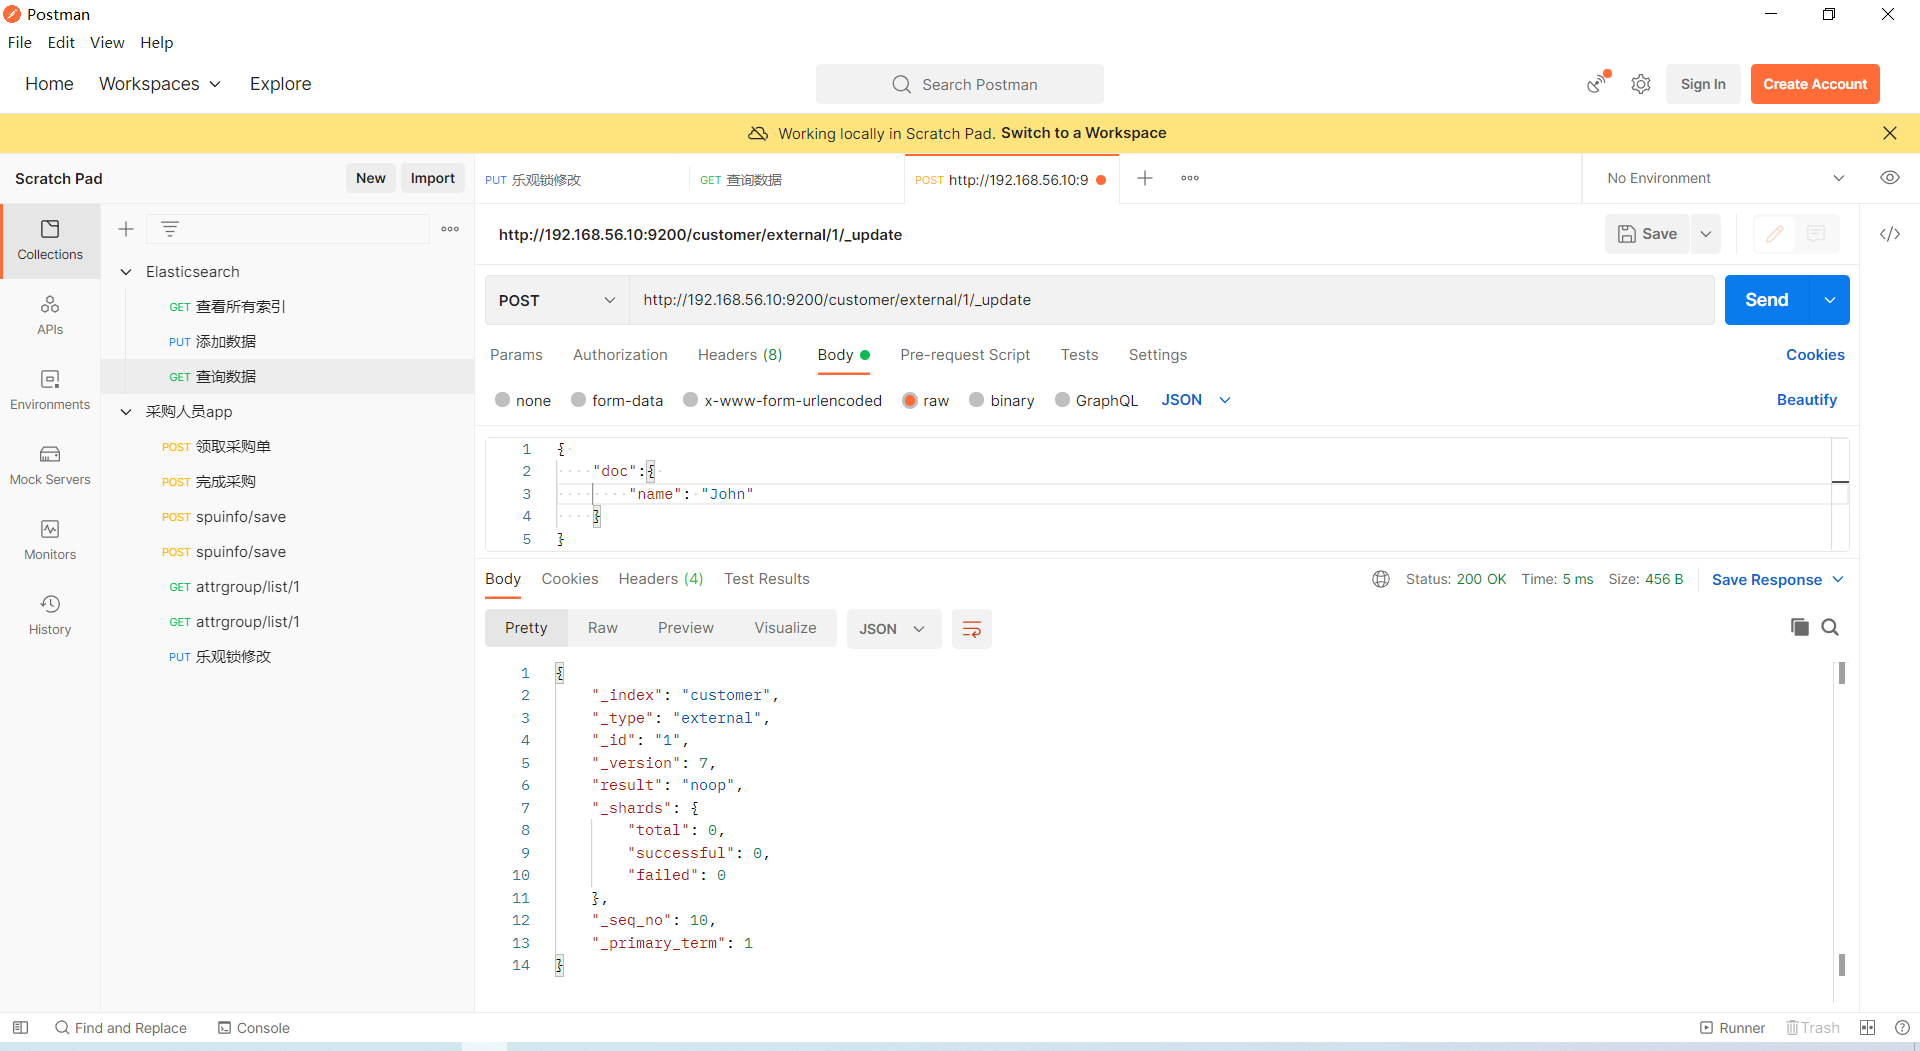 Postman
File Edit View Help
Home Workspaces Explore Search Postman Sign In Create Account
Working locally in Scratch Pad. Switch to a Workspace
Scratch Pad New Import PUT 乐观锁修改 GET 查询数据 POST http://192.168.56.10:9 No Environment
Collections
APIs
Environments
Mock Servers
Monitors
History
Elasticsearch
GET 查看所有索引
PUT 添加数据
GET 查询数据
采购人员app
POST 领取采购单
POST 完成采购
POST spuinfo/save
POST spuinfo/save
GET attrgroup/list/1
GET attrgroup/list/1
PUT 乐观锁修改
http://192.168.56.10:9200/customer/external/1/_update Save
POST http://192.168.56.10:9200/customer/external/1/_update Send
Params Authorization Headers (8) Body Pre-request Script Tests Settings Cookies
none form-data x-www-form-urlencoded raw binary GraphQL JSON Beautify
1 {
2 "doc":{
3 "name": "John"
4 }
5 }
Body Cookies Headers (4) Test Results Status: 200 OK Time: 5 ms Size: 456 B Save Response
Pretty Raw Preview Visualize JSON
1 {
2 "_index": "customer",
3 "_type": "external",
4 "_id": "1",
5 "_version": 7,
6 "result": "noop",
7 "_shards": {
8 "total": 0,
9 "successful": 0,
10 "failed": 0
11 },
12 "_seq_no": 10,
13 "_primary_term": 1
14 }
Find and Replace Console Runner Trash